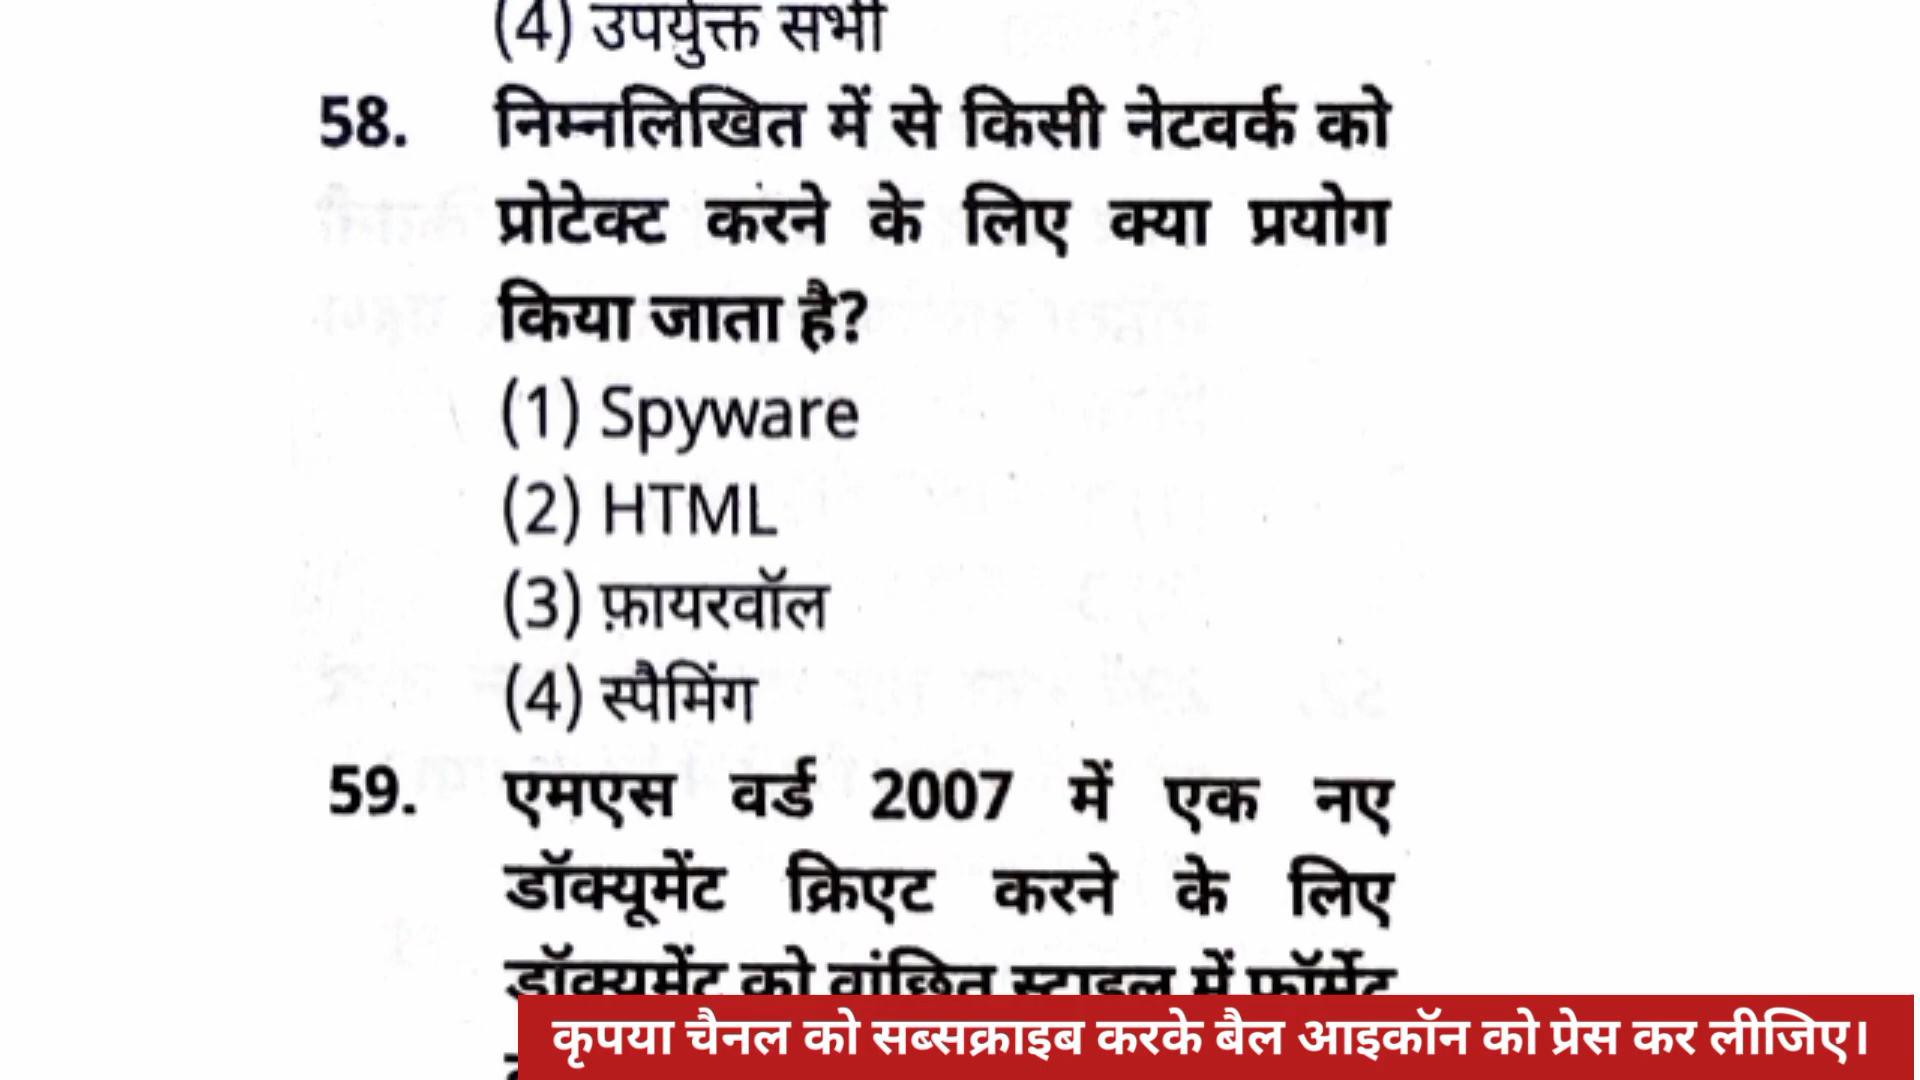 (4) उपर्युक्त सभी
58. निम्नलिखित में से किसी नेटवर्क को
प्रोटेक्ट करने के लिए क्या प्रयोग
किया जाता है?
(1) Spyware
(2) HTML
(3) फ़ायरवॉल
(4) स्पैमिंग
59. एमएस वर्ड 2007 में एक नए
डॉक्यूमेंट क्रिएट करने के लिए
डॉक्यूमेंट को वांछित स्टाइल में फॉर्मेट
कृपया चैनल को सब्सक्राइब करके बैल आइकॉन को प्रेस कर लीजिए।